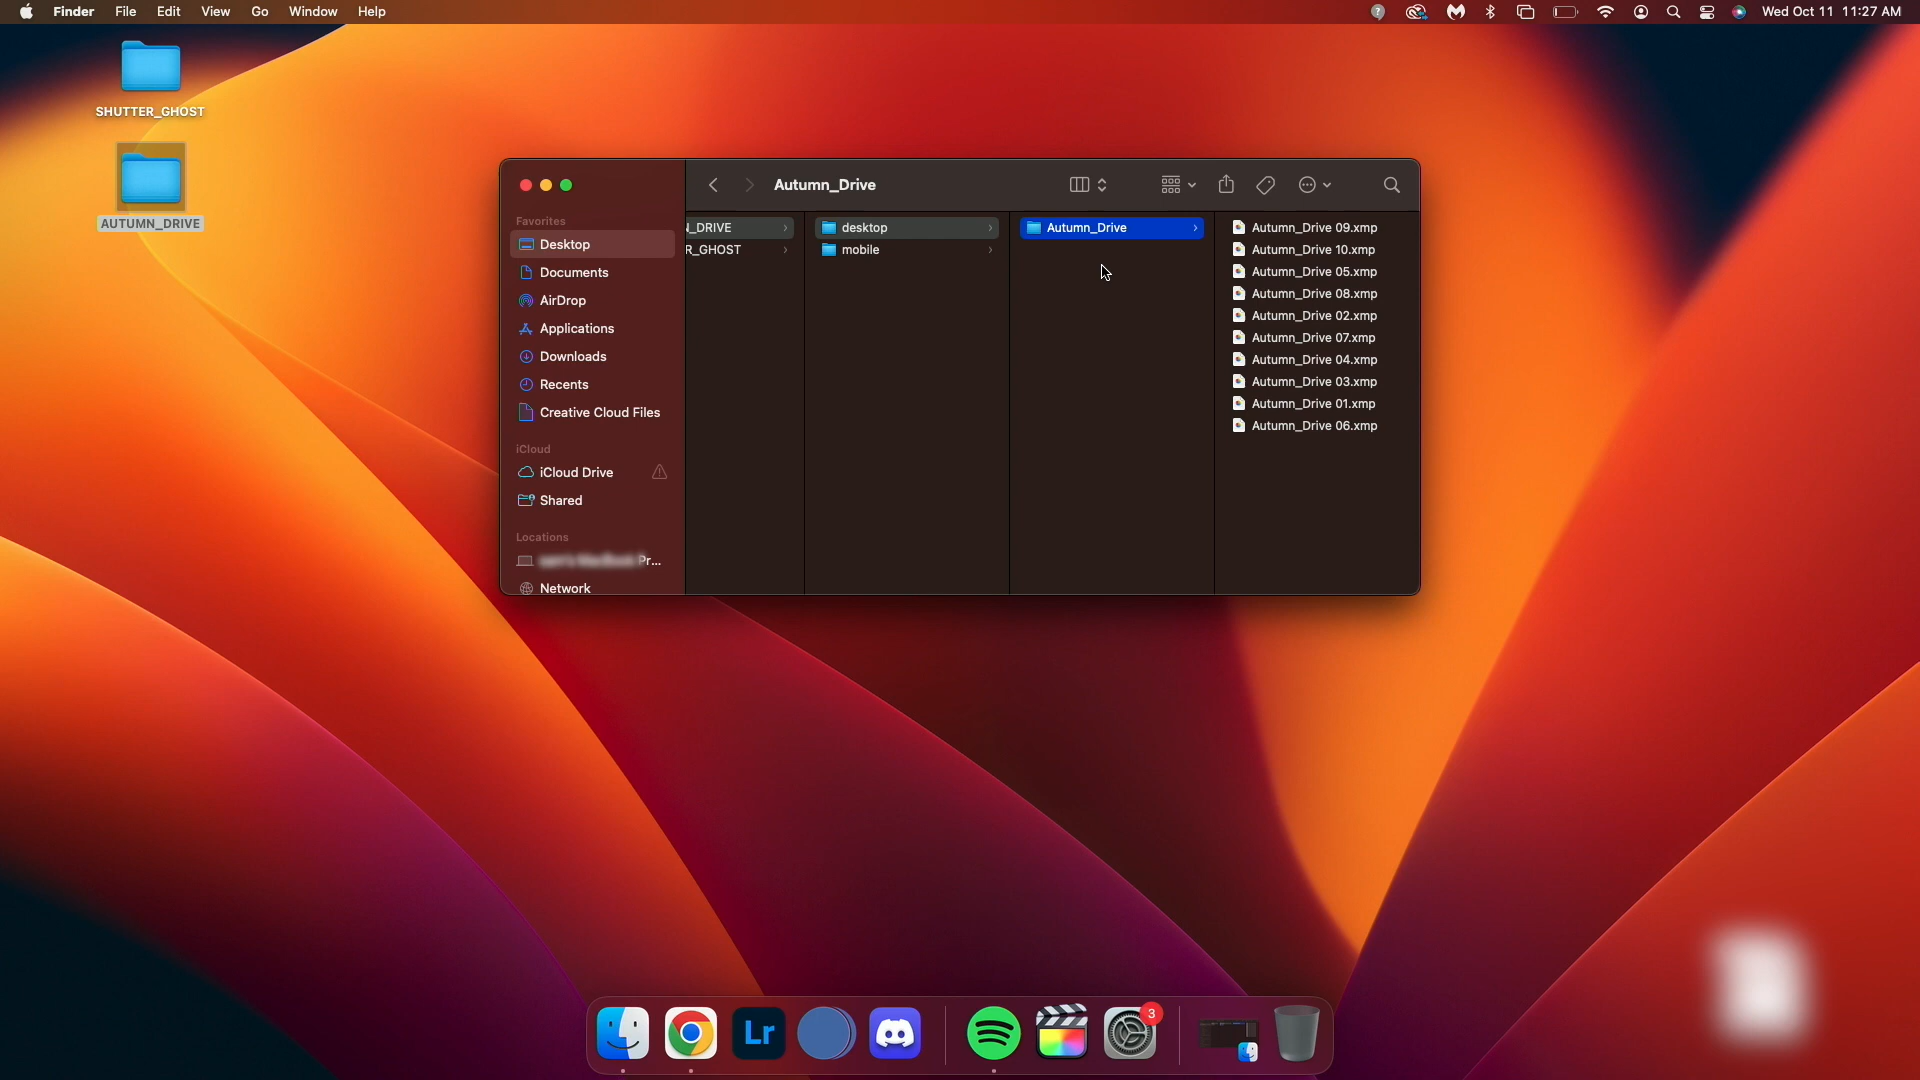 Finder File Edit View Go Window Help
Wed Oct 11 11:27 AM
SHUTTER_GHOST
AUTUMN_DRIVE
Autumn_Drive
Favorites
Desktop
Documents
AirDrop
Applications
Downloads
Recents
Creative Cloud Files
iCloud
iCloud Drive
Shared
Locations
Pr...
Network
N_DRIVE
R_GHOST
desktop
mobile
Autumn_Drive
Autumn_Drive 09.xmp
Autumn_Drive 10.xmp
Autumn_Drive 05.xmp
Autumn_Drive 08.xmp
Autumn_Drive 02.xmp
Autumn_Drive 07.xmp
Autumn_Drive 04.xmp
Autumn_Drive 03.xmp
Autumn_Drive 01.xmp
Autumn_Drive 06.xmp
Lr
3